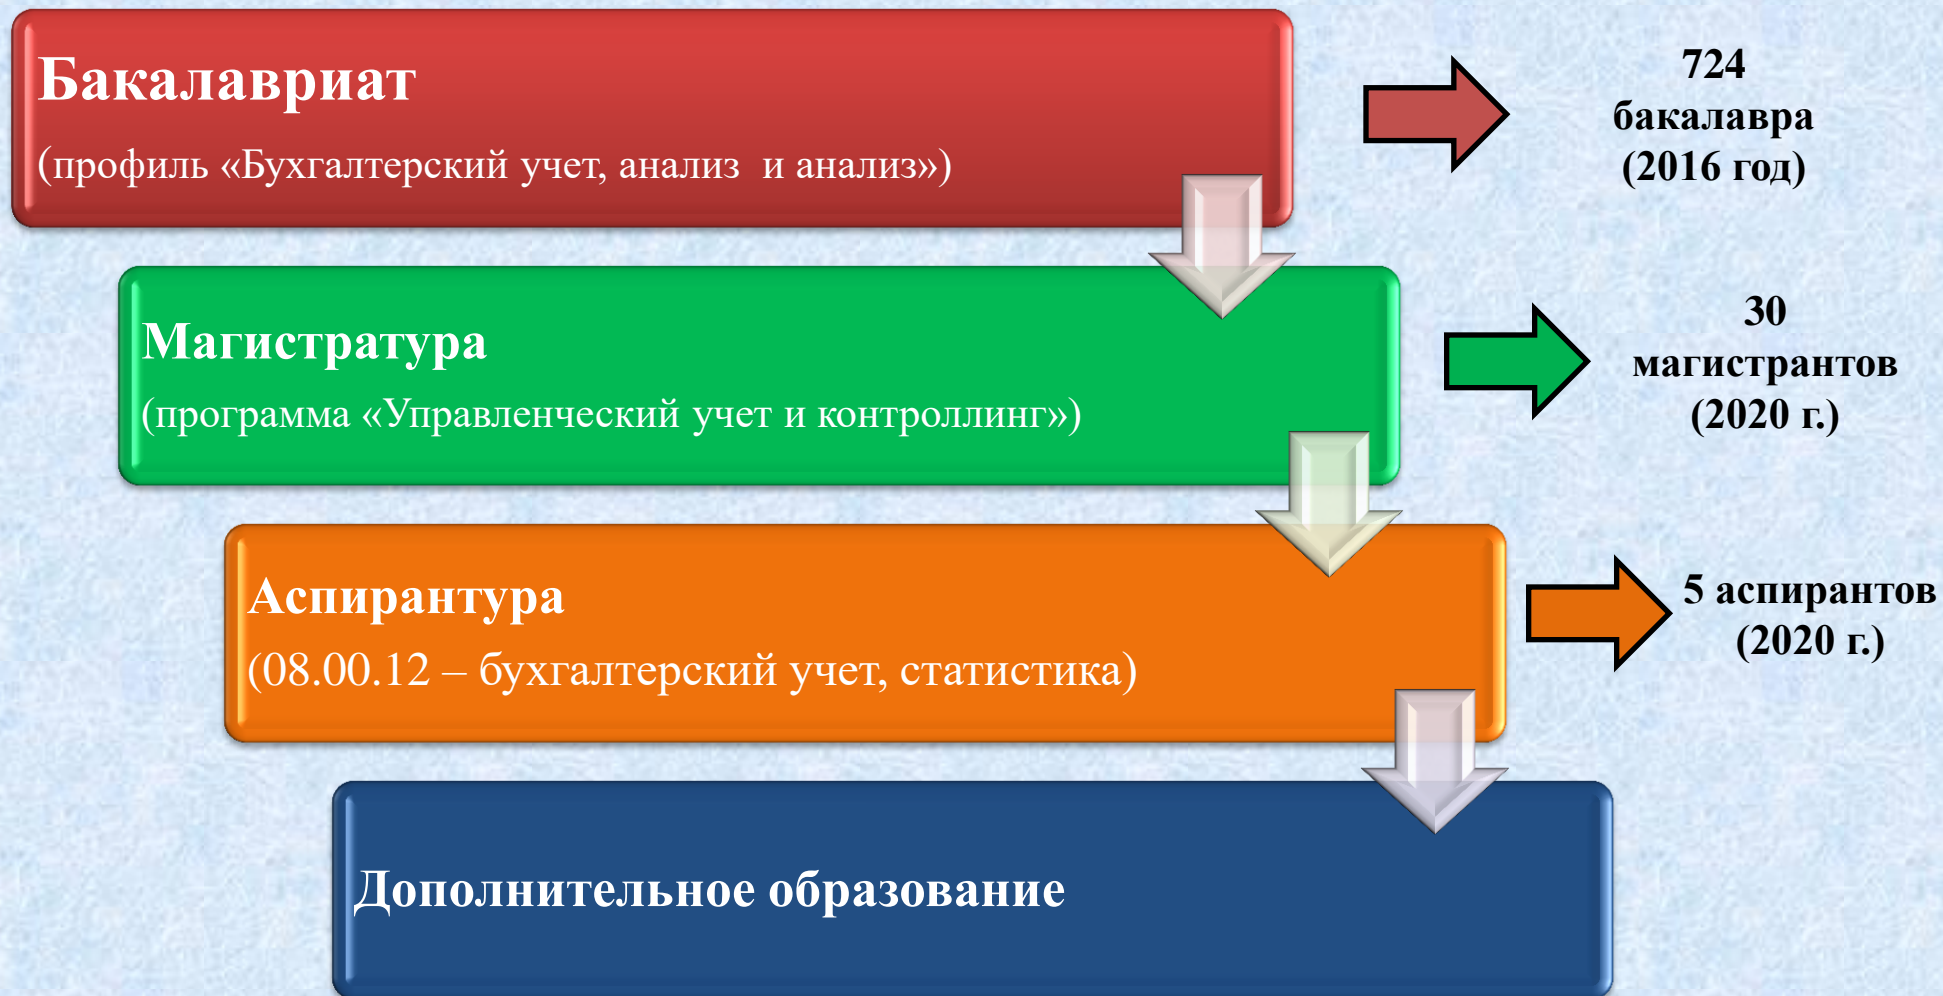 Бакалавриат
(профиль «Бухгалтерский учет, анализ и анализ»)
724
бакалавра
(2016 год)
Магистратура
(программа «Управленческий учет и контроллинг»)
30
магистрантов
(2020 г.)
Аспирантура
(08.00.12 – бухгалтерский учет, статистика)
5 аспирантов
(2020 г.)
Дополнительное образование